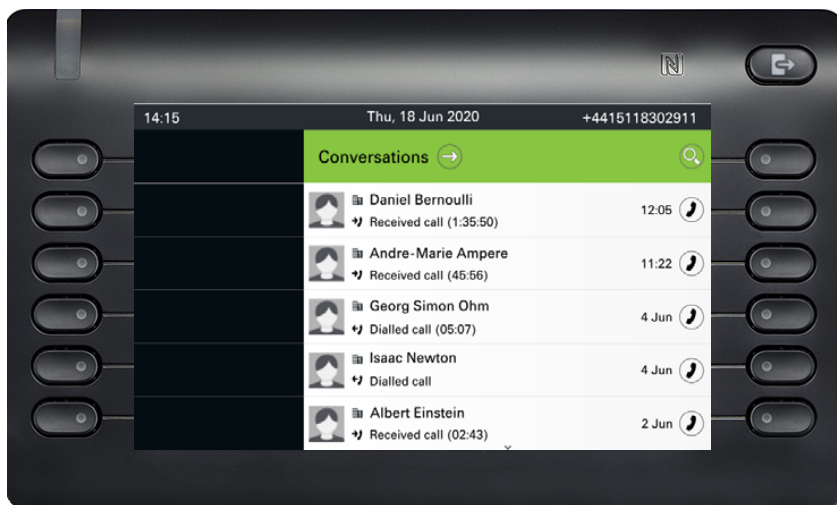 14:15 Thu, 18 Jun 2020 +4415118302911
Conversations
Daniel Bernoulli
Received call (1:35:50) 12:05
Andre-Marie Ampere
Received call (45:56) 11:22
Georg Simon Ohm
Dialled call (05:07) 4 Jun
Isaac Newton
Dialled call 4 Jun
Albert Einstein
Received call (02:43) 2 Jun